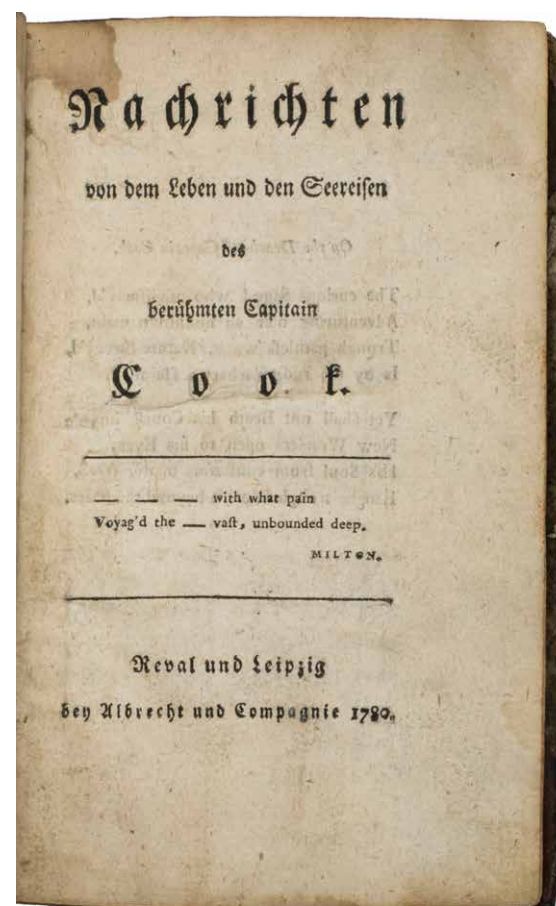 Nachrichten
von dem Leben und den Seereisen
des
berühmten Capitain
Cook.
— — — with what pain
Voyag'd the — vast, unbounded deep.
MILTON.
Reval und Leipzig
bey Albrecht und Compagnie 1780.